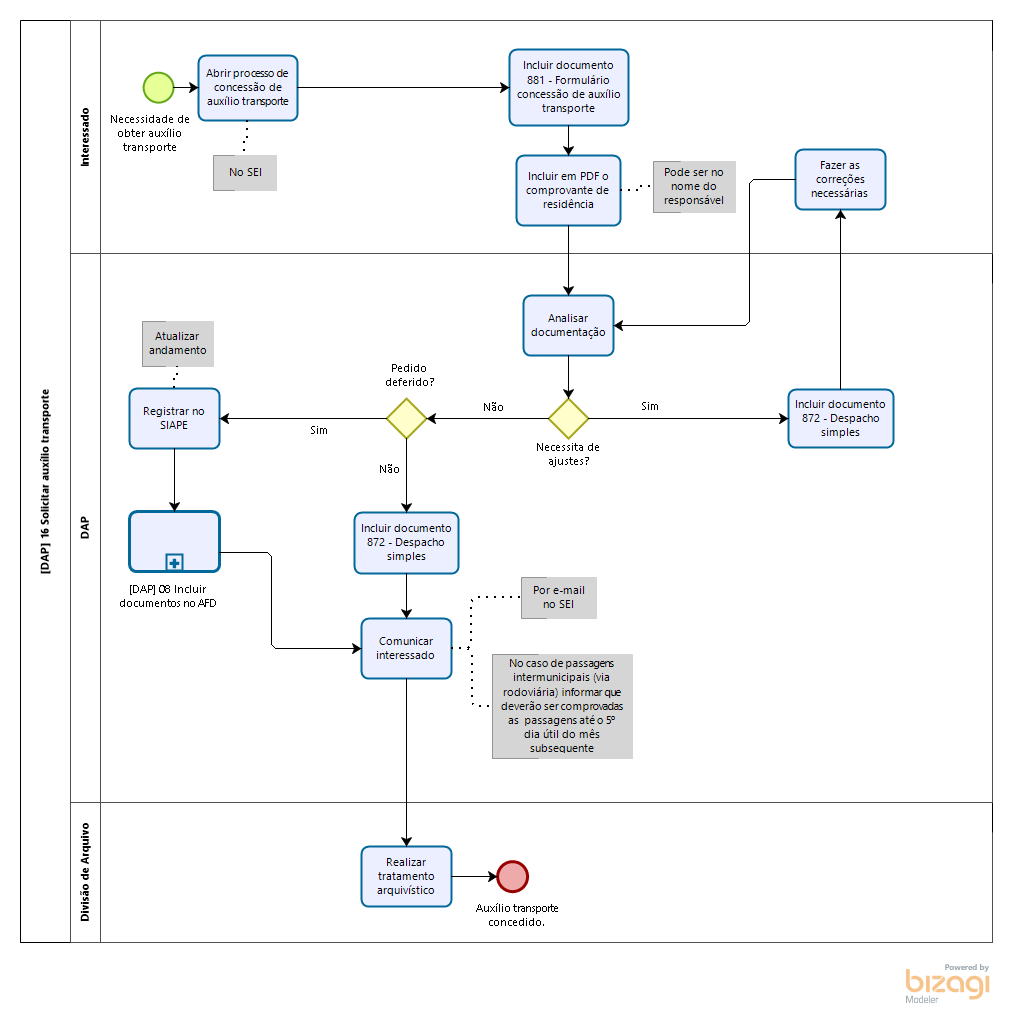 [DAP] 16 Solicitar auxílio transporte
Interessado
Necessidade de
obter auxílio
transporte
Abrir processo de
concessão de
auxílio transporte
No SEI
Incluir documento
881 - Formulário
concessão de auxílio
transporte
Incluir em PDF o
comprovante de
residência
Pode ser no
nome do
responsável
Fazer as
correções
necessárias
DAP
Analisar
documentação
Necessita de
ajustes?
Sim
Não
Incluir documento
872 - Despacho
simples
Pedido
deferido?
Sim
Não
Atualizar
andamento
Registrar no
SIAPE
[DAP] 08 Incluir
documentos no AFD
Incluir documento
872 - Despacho
simples
Comunicar
interessado
Por e-mail
no SEI
No caso de passagens
intermunicipais (via
rodoviária) informar que
deverão ser comprovadas
as passagens até o 5º
dia útil do mês
subsequente
Divisão de Arquivo
Realizar
tratamento
arquivístico
Auxílio transporte
concedido.
Powered by
bizagi
Modeler